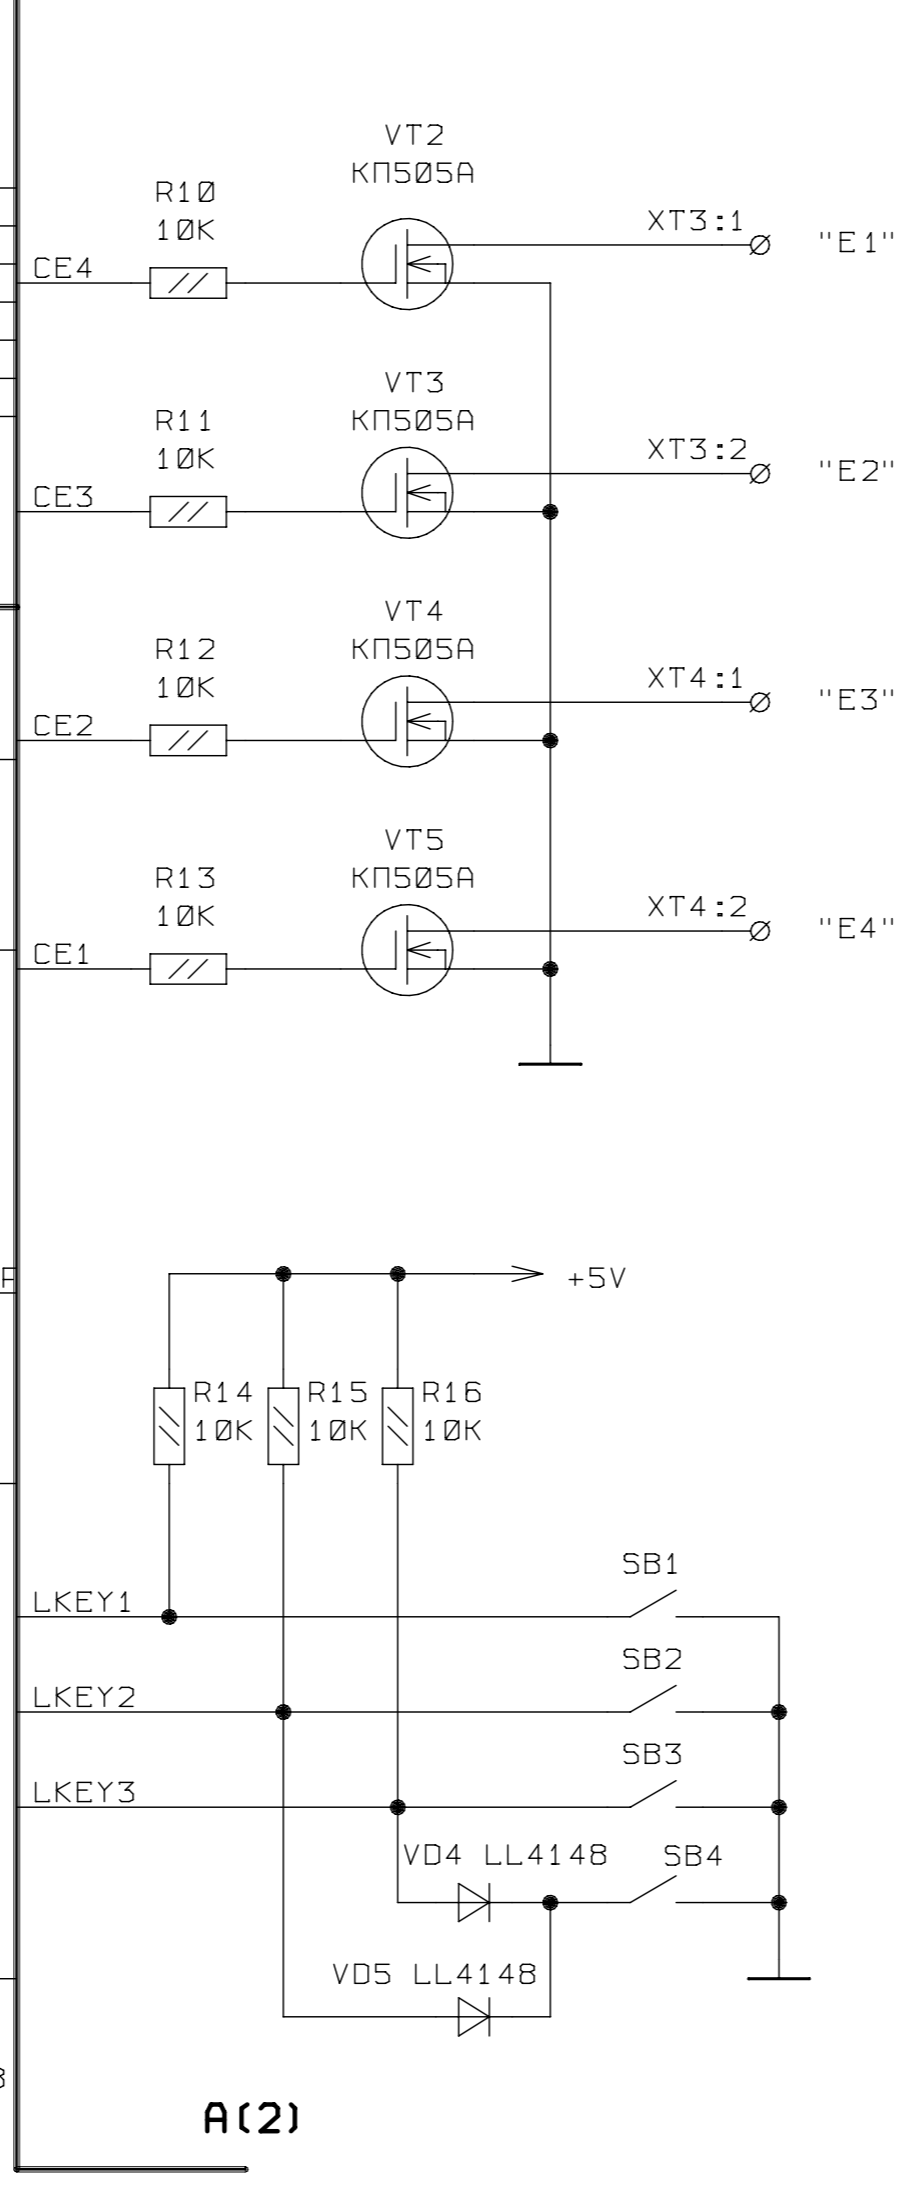 VT2
КП505А
R10
10K
XT3:1
"E1"
CE4
VT3
КП505А
R11
10K
XT3:2
"E2"
CE3
VT4
КП505А
R12
10K
XT4:1
"E3"
CE2
VT5
КП505А
R13
10K
XT4:2
"E4"
CE1
+5V
R14
10K
R15
10K
R16
10K
SB1
LKEY1
SB2
LKEY2
SB3
LKEY3
VD4 LL4148
SB4
VD5 LL4148
A(2)